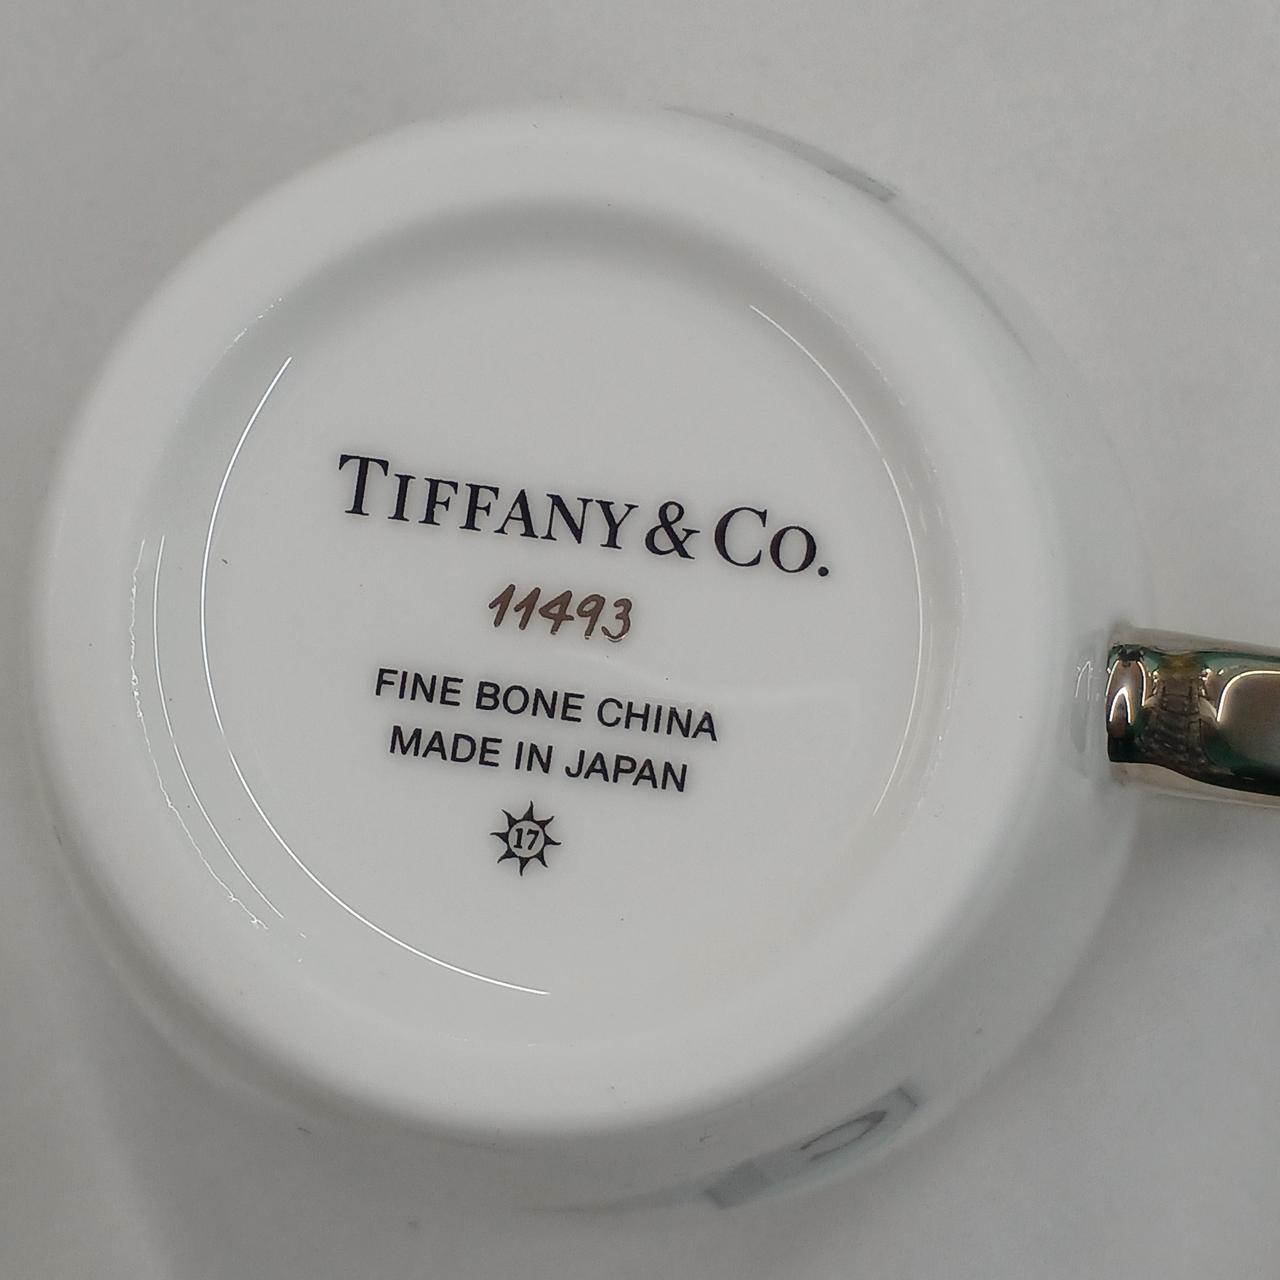 TIFFANY & CO.
11493
FINE BONE CHINA
MADE IN JAPAN
17